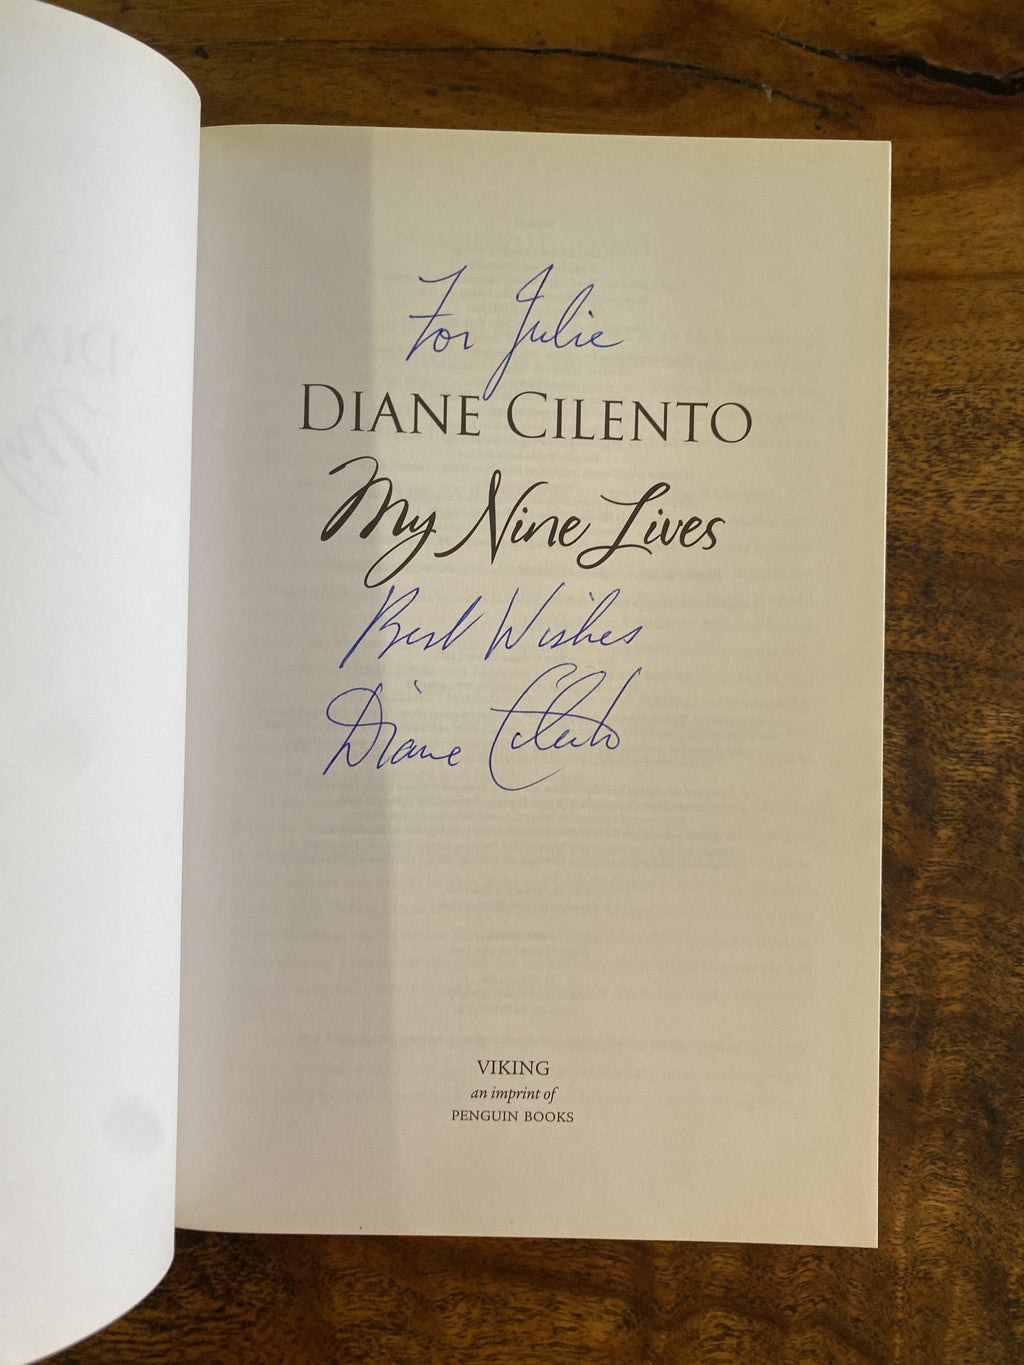 For Julie
DIANE CILENTO
My Nine Lives
Best Wishes
Diane Cilento
VIKING
an imprint of
PENGUIN BOOKS